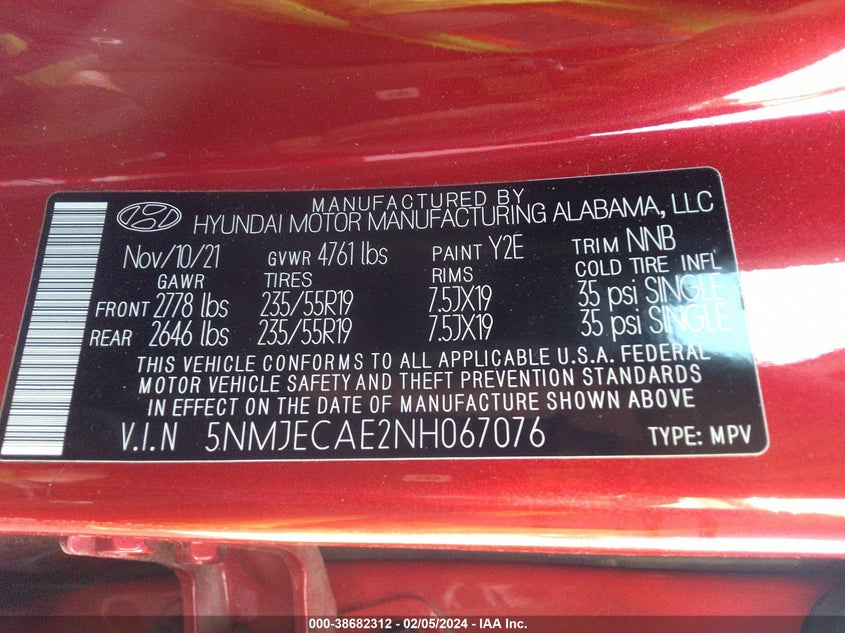 MANUFACTURED BY
HYUNDAI MOTOR MANUFACTURING ALABAMA, LLC
Nov/10/21 GVWR 4761 lbs PAINT Y2E TRIM NNB
GAWR TIRES RIMS COLD TIRE INFL
FRONT 2778 lbs 235/55R19 7.5JX19 35 psi SINGLE
REAR 2646 lbs 235/55R19 7.5JX19 35 psi SINGLE
THIS VEHICLE CONFORMS TO ALL APPLICABLE U.S.A. FEDERAL
MOTOR VEHICLE SAFETY AND THEFT PREVENTION STANDARDS
IN EFFECT ON THE DATE OF MANUFACTURE SHOWN ABOVE
V.I.N 5NMJECAE2NH067076 TYPE: MPV
000-38682312 — 02/05/2024 — IAA Inc.